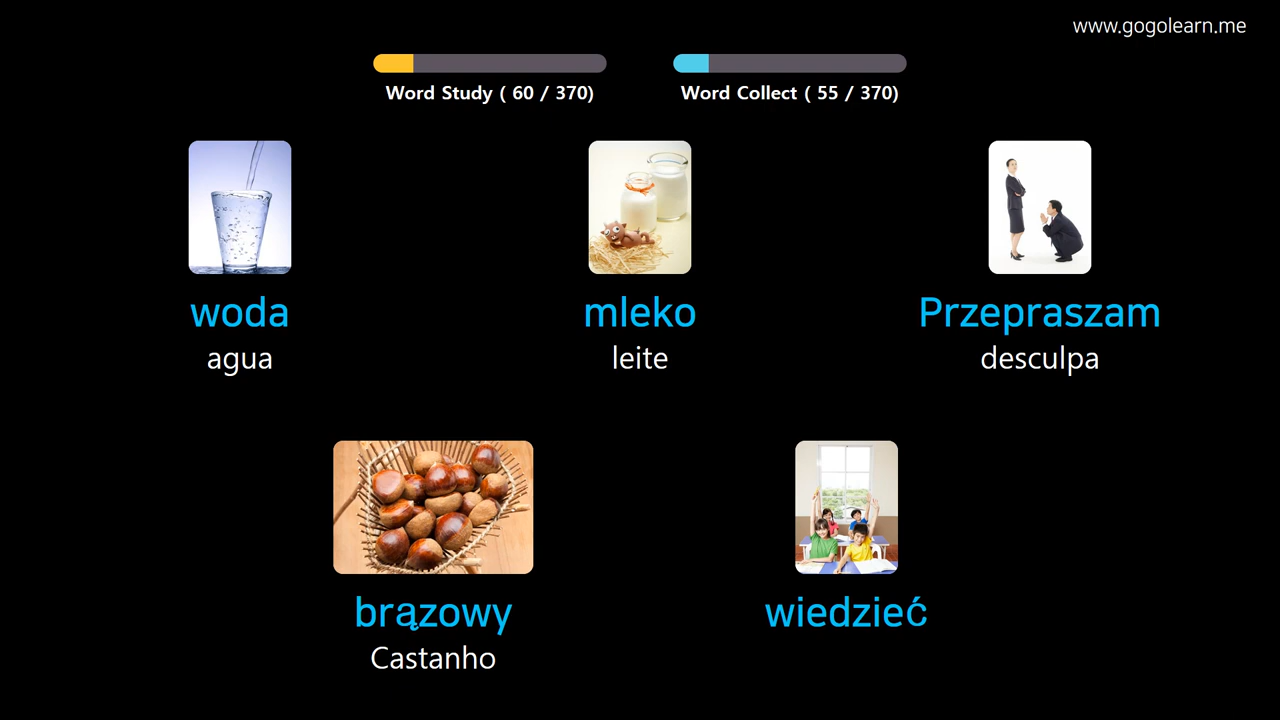 www.gogolearn.me
Word Study ( 60 / 370)
Word Collect ( 55 / 370)
woda
agua
mleko
leite
Przepraszam
desculpa
brązowy
Castanho
wiedzieć